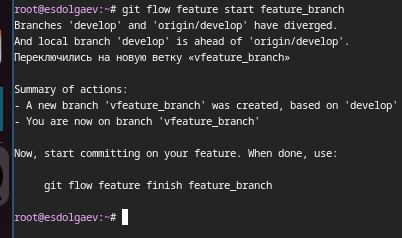 root@esdolgaev:~# git flow feature start feature_branch
Branches 'develop' and 'origin/develop' have diverged.
And local branch 'develop' is ahead of 'origin/develop'.
Переключились на новую ветку «vfeature_branch»
Summary of actions:
- A new branch 'vfeature_branch' was created, based on 'develop'
- You are now on branch 'vfeature_branch'
Now, start committing on your feature. When done, use:
git flow feature finish feature_branch
root@esdolgaev:~#